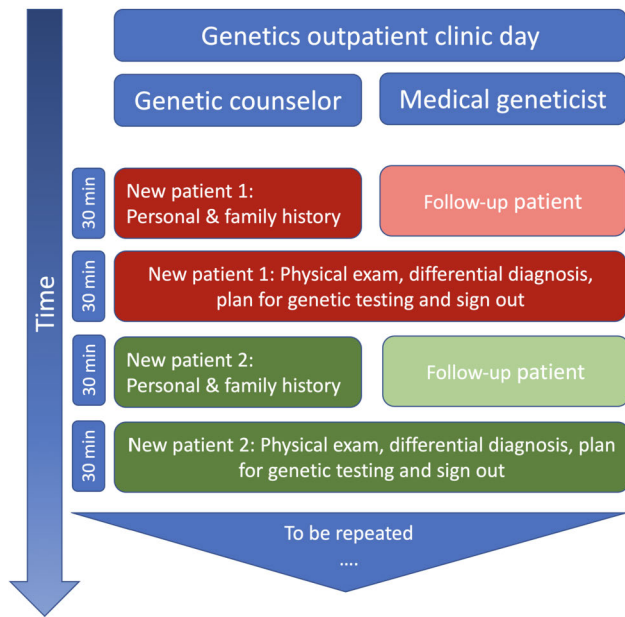 Genetics outpatient clinic day
Genetic counselor
Medical geneticist
Time
30 min
New patient 1:
Personal & family history
Follow-up patient
30 min
New patient 1: Physical exam, differential diagnosis,
plan for genetic testing and sign out
30 min
New patient 2:
Personal & family history
Follow-up patient
30 min
New patient 2: Physical exam, differential diagnosis, plan
for genetic testing and sign out
To be repeated
....